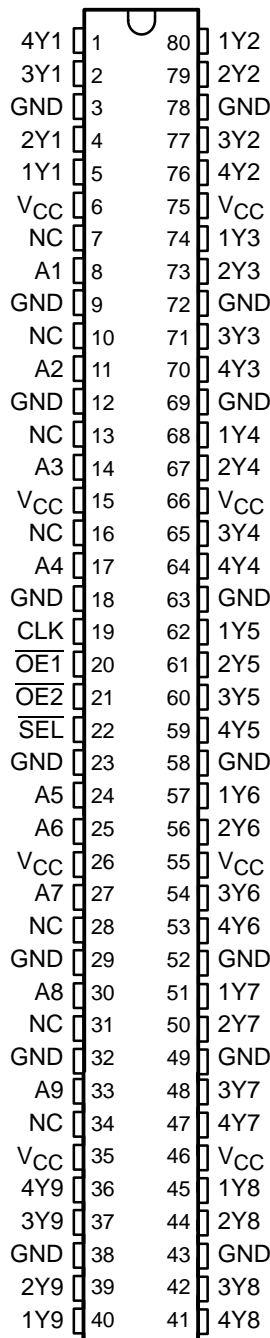 4Y1 1 80 1Y2
3Y1 2 79 2Y2
GND 3 78 GND
2Y1 4 77 3Y2
1Y1 5 76 4Y2
VCC 6 75 VCC
NC 7 74 1Y3
A1 8 73 2Y3
GND 9 72 GND
NC 10 71 3Y3
A2 11 70 4Y3
GND 12 69 GND
NC 13 68 1Y4
A3 14 67 2Y4
VCC 15 66 VCC
NC 16 65 3Y4
A4 17 64 4Y4
GND 18 63 GND
CLK 19 62 1Y5
O̅E̅1̅ 20 61 2Y5
O̅E̅2̅ 21 60 3Y5
S̅E̅L̅ 22 59 4Y5
GND 23 58 GND
A5 24 57 1Y6
A6 25 56 2Y6
VCC 26 55 VCC
A7 27 54 3Y6
NC 28 53 4Y6
GND 29 52 GND
A8 30 51 1Y7
NC 31 50 2Y7
GND 32 49 GND
A9 33 48 3Y7
NC 34 47 4Y7
VCC 35 46 VCC
4Y9 36 45 1Y8
3Y9 37 44 2Y8
GND 38 43 GND
2Y9 39 42 3Y8
1Y9 40 41 4Y8